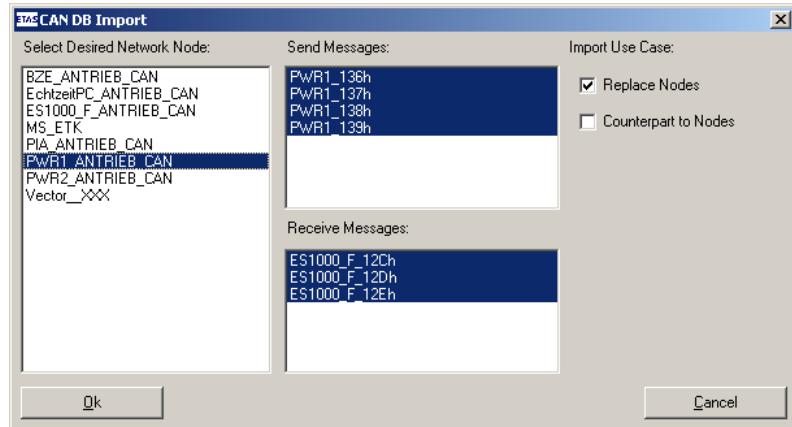 ETAS CAN DB Import
Select Desired Network Node:
BZE_ANTRIEB_CAN
EchtzeitPC_ANTRIEB_CAN
ES1000_F_ANTRIEB_CAN
MS_ETK
PIA_ANTRIEB_CAN
PWR1_ANTRIEB_CAN
PWR2_ANTRIEB_CAN
Vector__XXX
Send Messages:
PWR1_136h
PWR1_137h
PWR1_138h
PWR1_139h
Receive Messages:
ES1000_F_12Ch
ES1000_F_12Dh
ES1000_F_12Eh
Import Use Case:
Replace Nodes
Counterpart to Nodes
Ok
Cancel